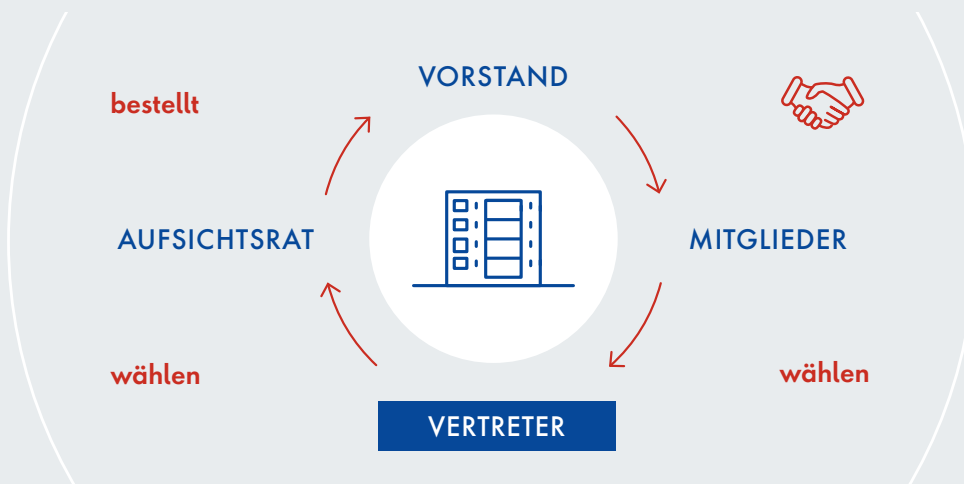 VORSTAND
bestellt
AUFSICHTSRAT
MITGLIEDER
wählen
wählen
VERTRETER